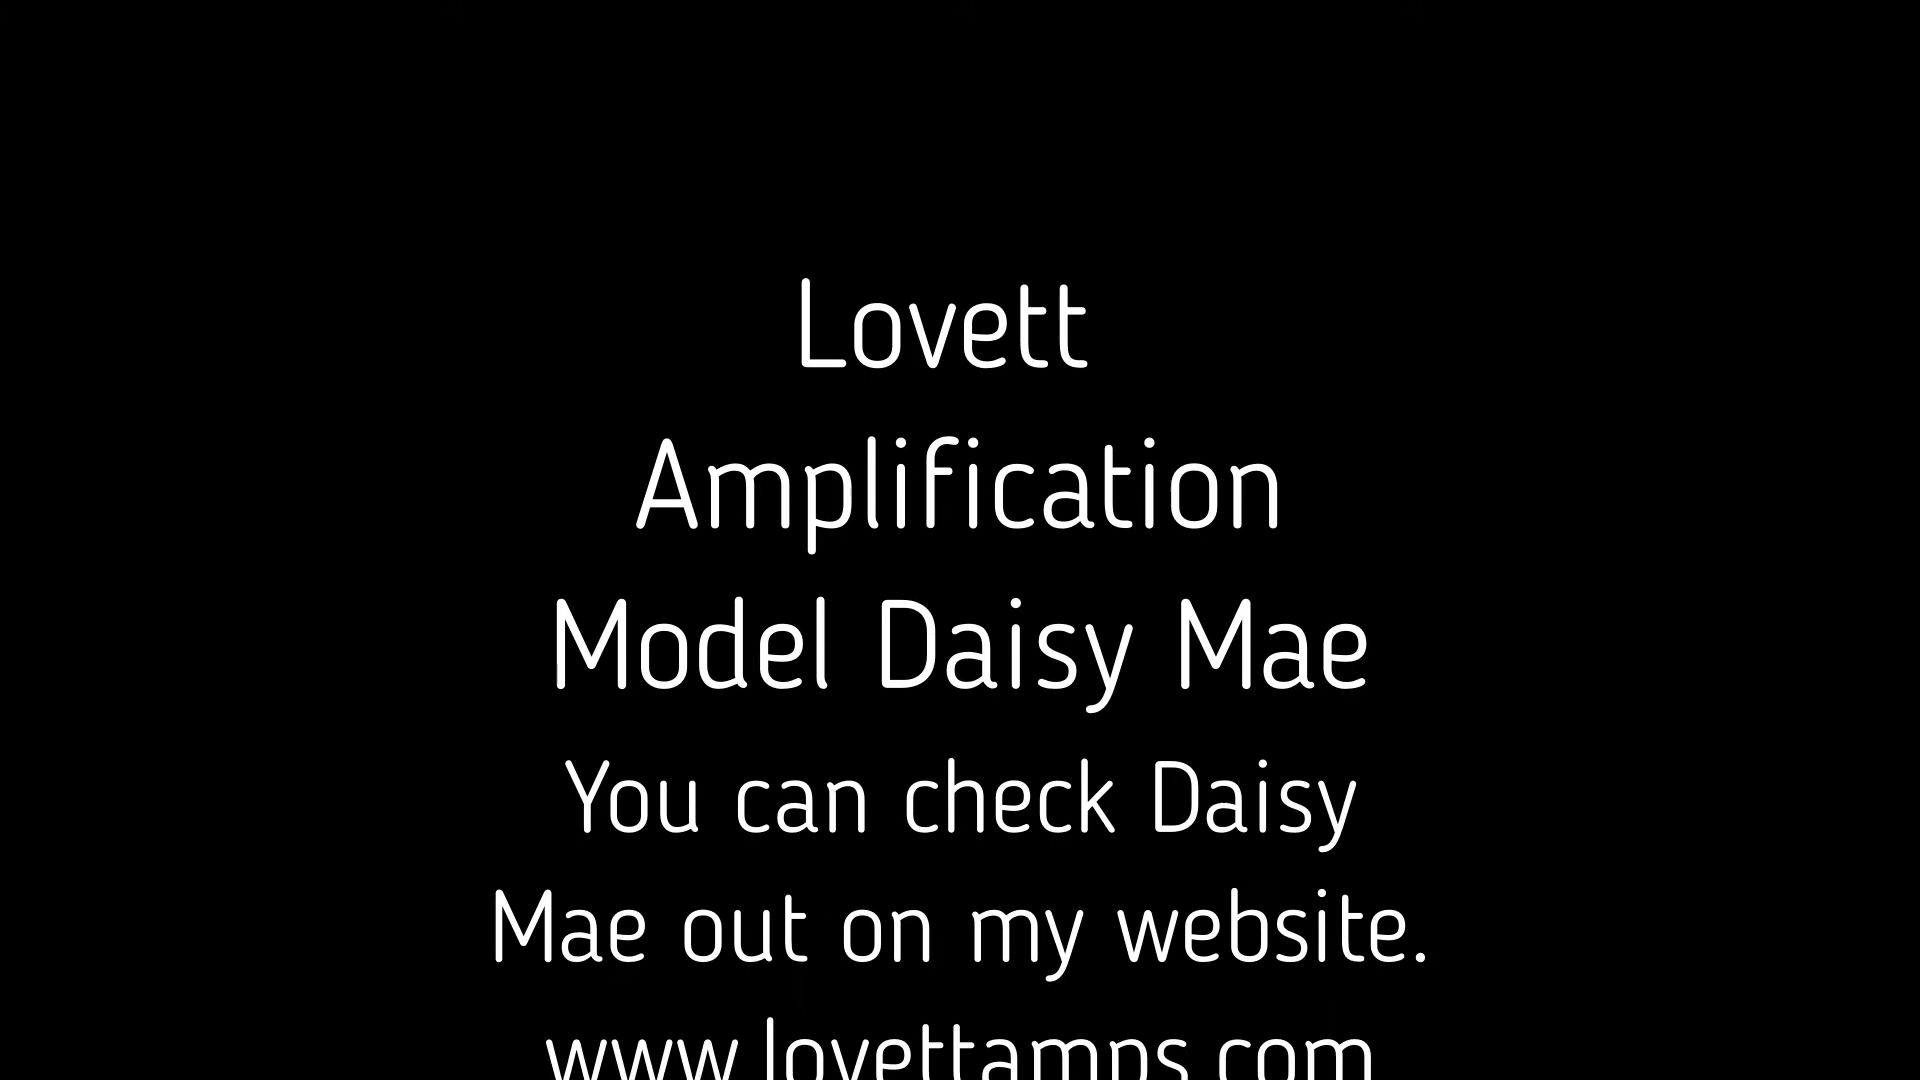 Lovett
Amplification
Model Daisy Mae
You can check Daisy
Mae out on my website.
www.lovettamps.com